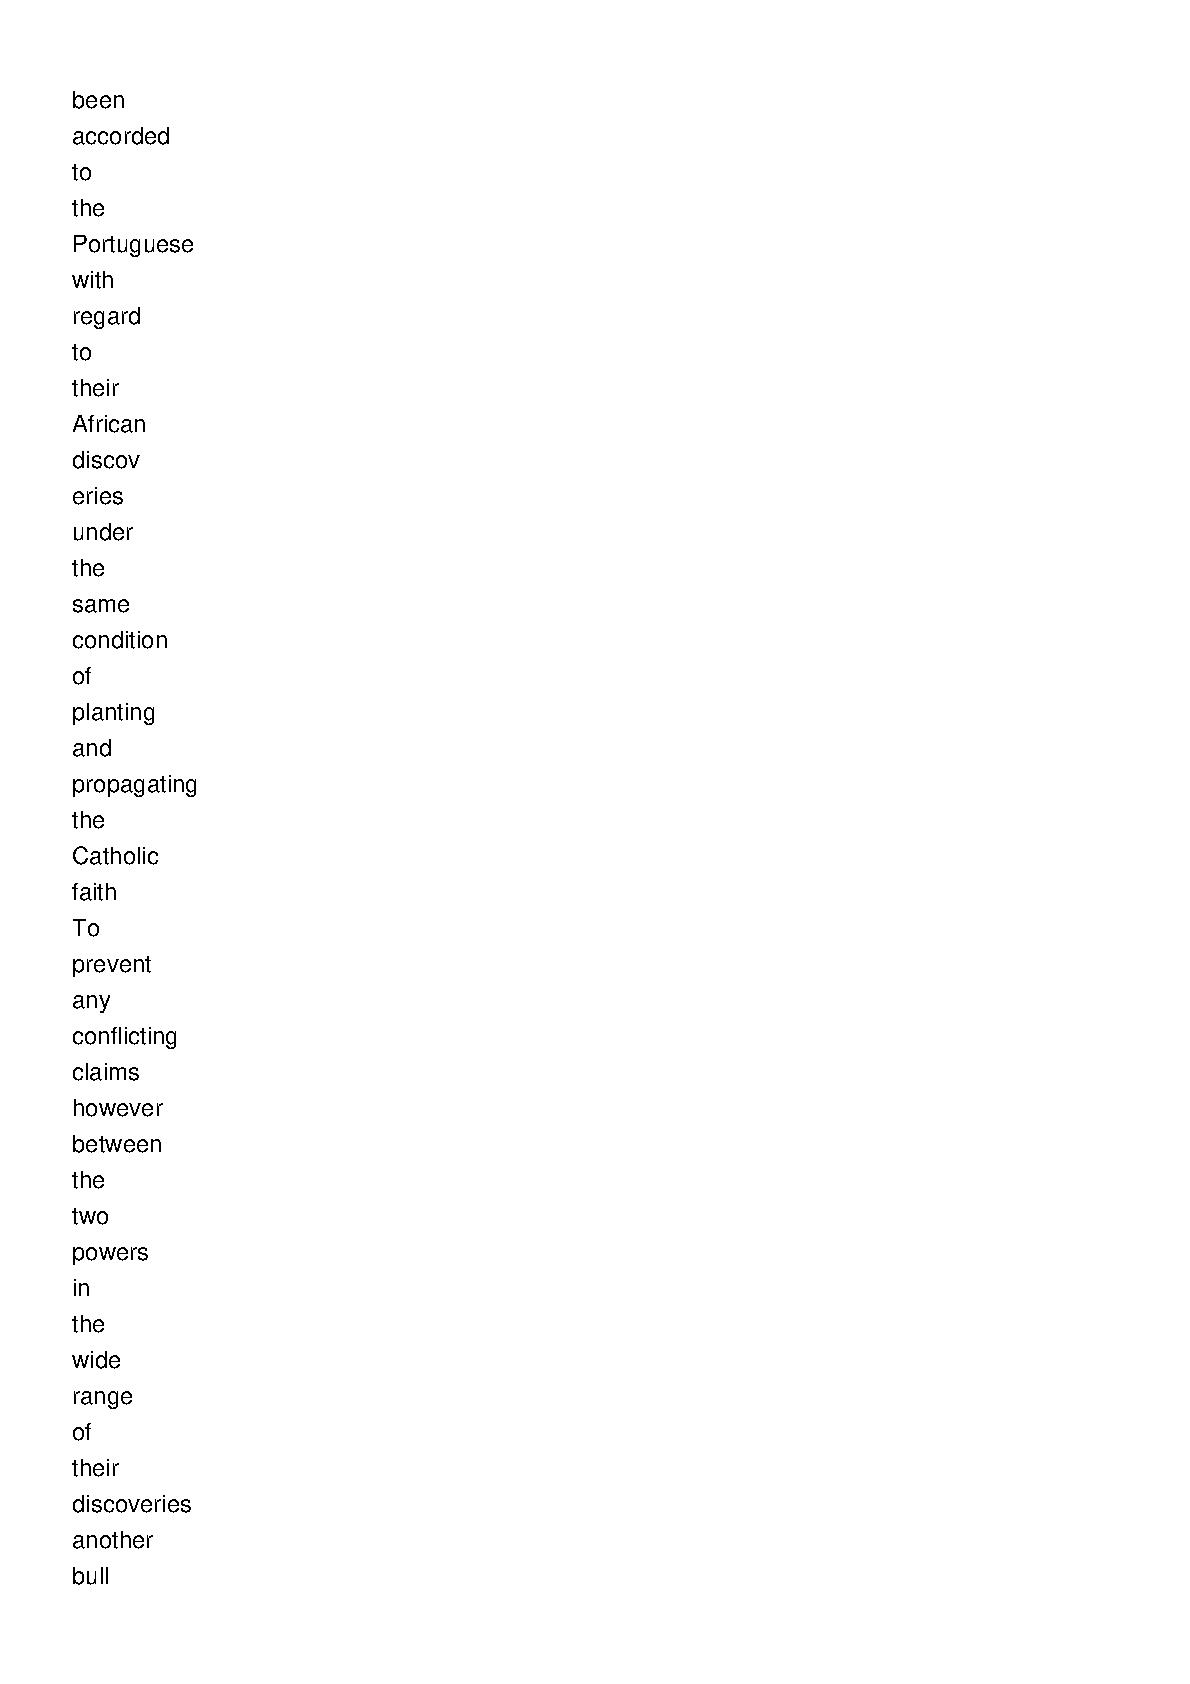 been
accorded
to
the
Portuguese
with
regard
to
their
African
discov
eries
under
the
same
condition
of
planting
and
propagating
the
Catholic
faith
To
prevent
any
conflicting
claims
however
between
the
two
powers
in
the
wide
range
of
their
discoveries
another
bull